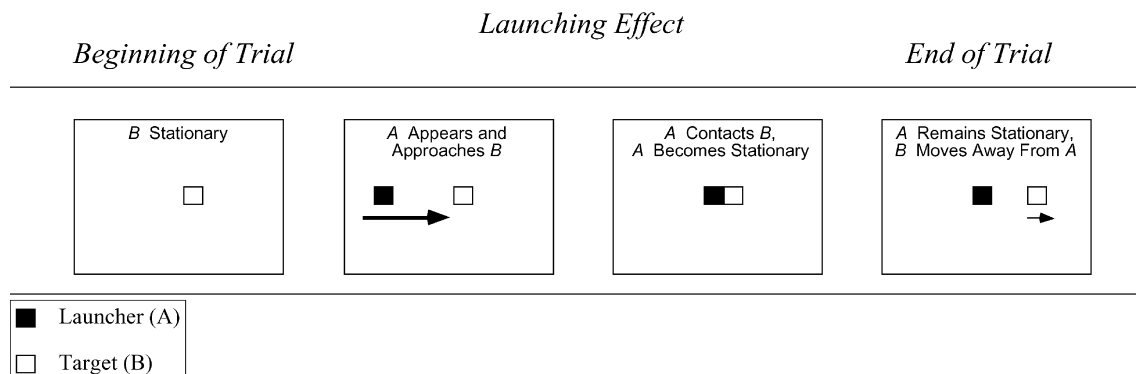 Launching Effect
Beginning of Trial
End of Trial
B Stationary
A Appears and
Approaches B
A Contacts B,
A Becomes Stationary
A Remains Stationary,
B Moves Away From A
Launcher (A)
Target (B)